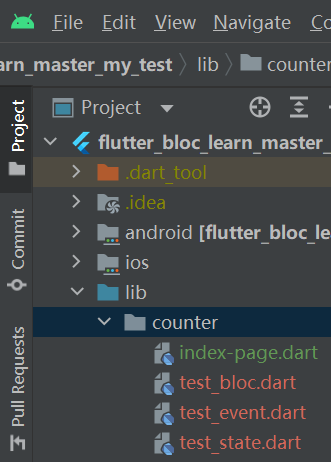 File Edit View Navigate Co
arn_master_my_test lib counter
Project
Project
flutter_bloc_learn_master_
.dart_tool
.idea
android [flutter_bloc_le
ios
lib
counter
index-page.dart
test_bloc.dart
test_event.dart
test_state.dart
Commit
Pull Requests